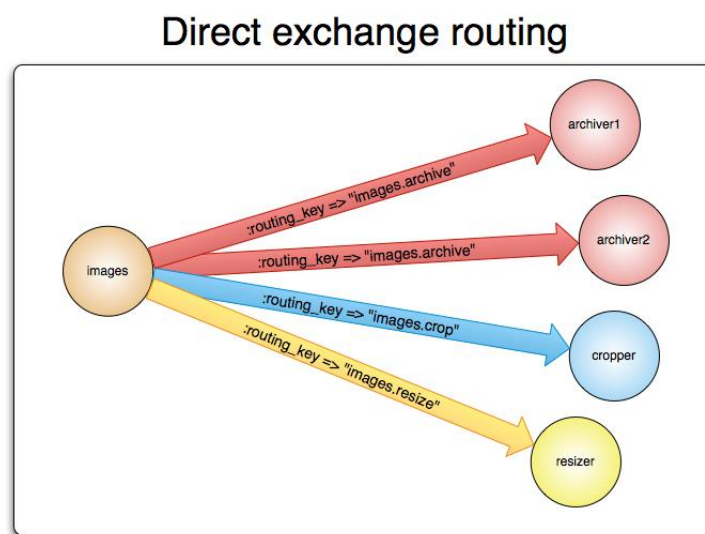 Direct exchange routing
archiver1
:routing_key => "images.archive"
archiver2
:routing_key => "images.archive"
images
:routing_key => "images.crop"
cropper
:routing_key => "images.resize"
resizer